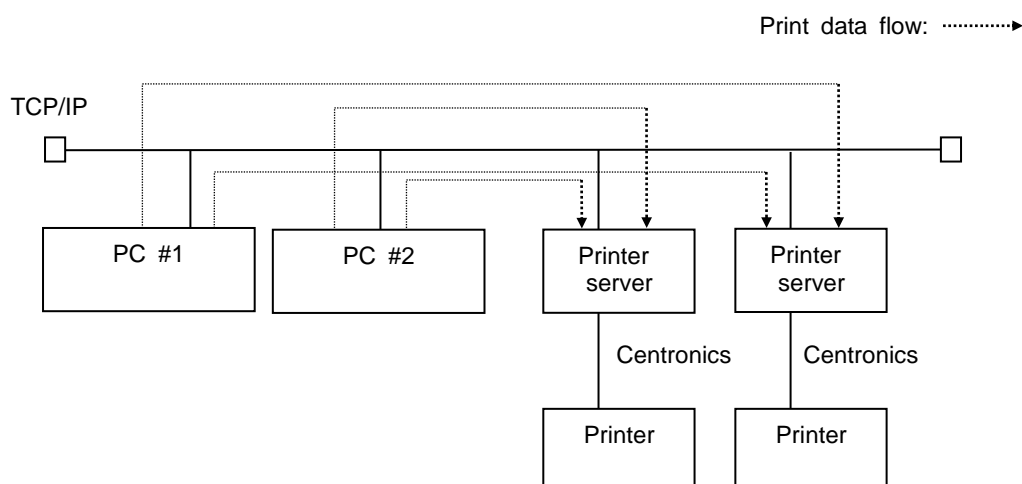 Print data flow:
TCP/IP
PC #1
PC #2
Printer
server
Printer
server
Centronics
Centronics
Printer
Printer